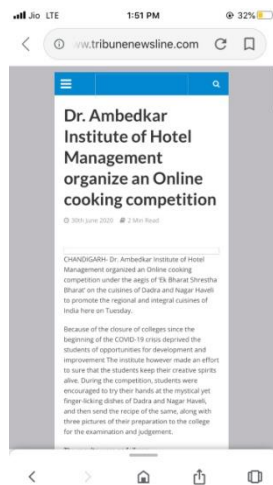 Jio LTE 1:51 PM 32%
ww.tribunenewsline.com
Dr. Ambedkar
Institute of Hotel
Management
organize an Online
cooking competition
30th June 2020 2 Min Read
CHANDIGARH- Dr. Ambedkar Institute of Hotel
Management organized an Online cooking
competition under the aegis of 'Ek Bharat Shrestha
Bharat' on the cuisines of Dadra and Nagar Haveli
to promote the regional and integral cuisines of
India here on Tuesday.
Because of the closure of colleges since the
beginning of the COVID-19 crisis deprived the
students of opportunities for development and
improvement The institute however made an effort
to sure that the students keep their creative spirits
alive. During the competition, students were
encouraged to try their hands at the mystical yet
finger-licking dishes of Dadra and Nagar Haveli,
and then send the recipe of the same, along with
three pictures of their preparation to the college
for the examination and judgement.